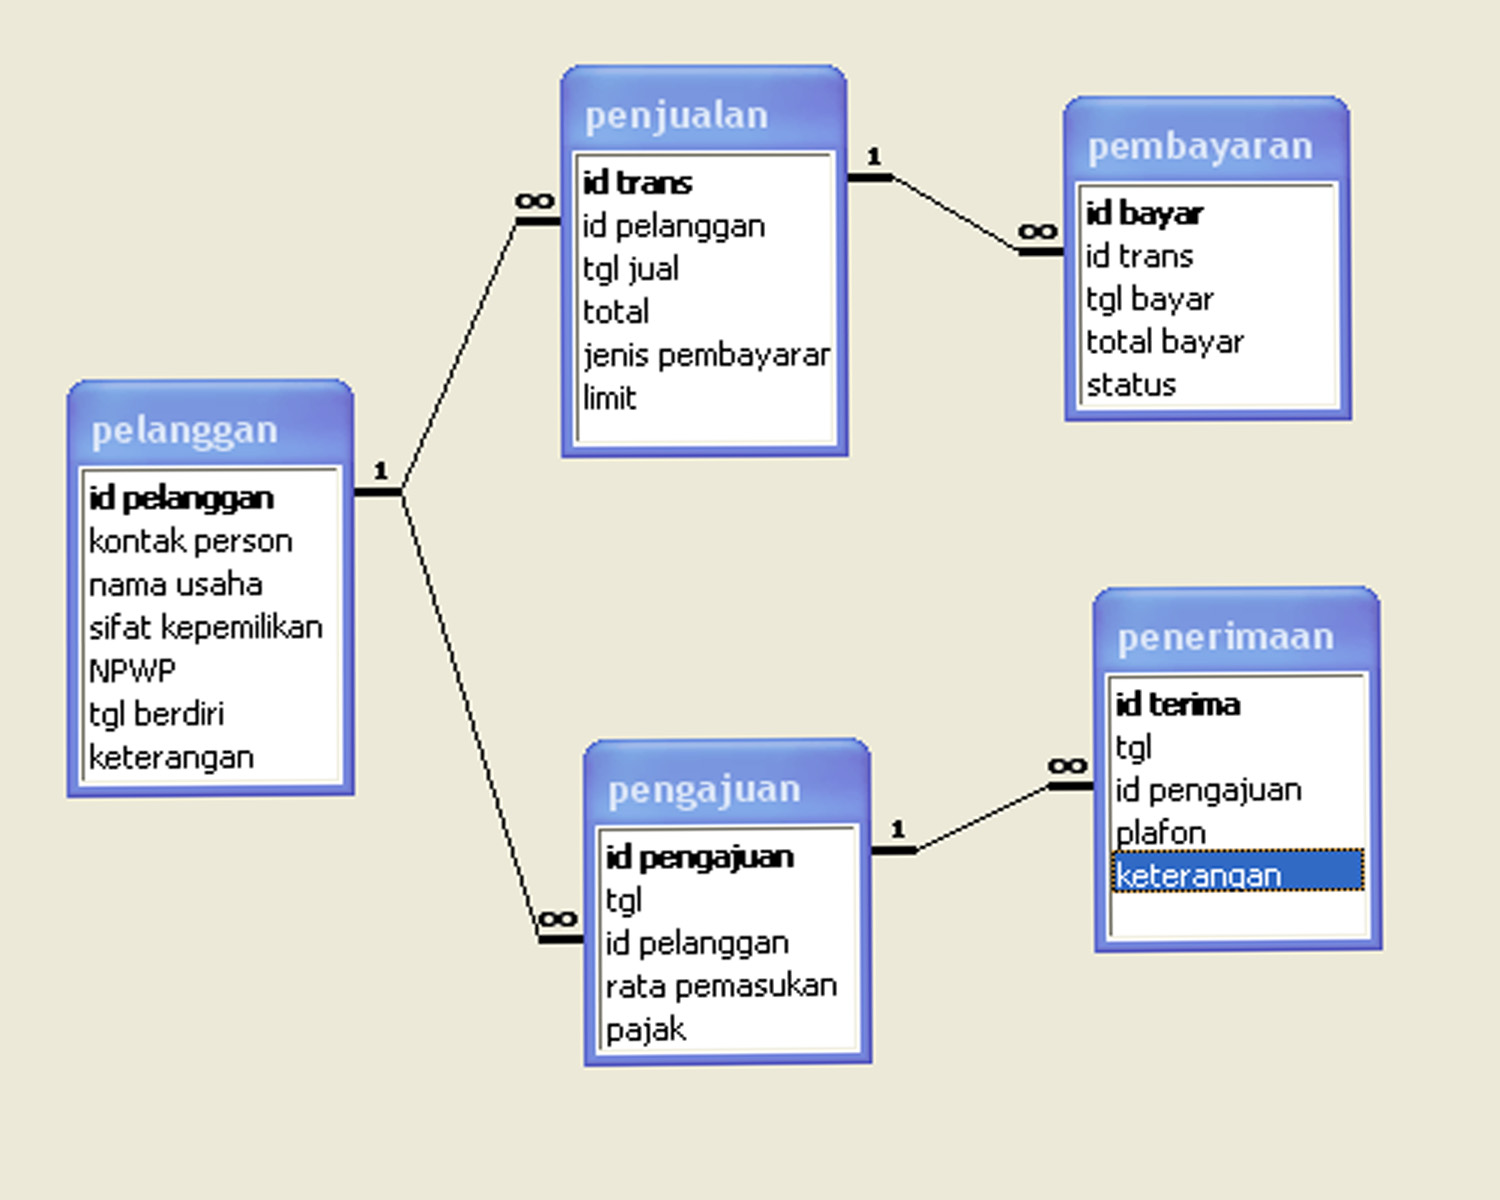 penjualan
id trans
id pelanggan
tgl jual
total
jenis pembayarar
limit
1
∞
pembayaran
id bayar
id trans
tgl bayar
total bayar
status
∞
pelanggan
id pelanggan
kontak person
nama usaha
sifat kepemilikan
NPWP
tgl berdiri
keterangan
1
∞
pengajuan
id pengajuan
tgl
id pelanggan
rata pemasukan
pajak
1
∞
penerimaan
id terima
tgl
id pengajuan
plafon
keterangan